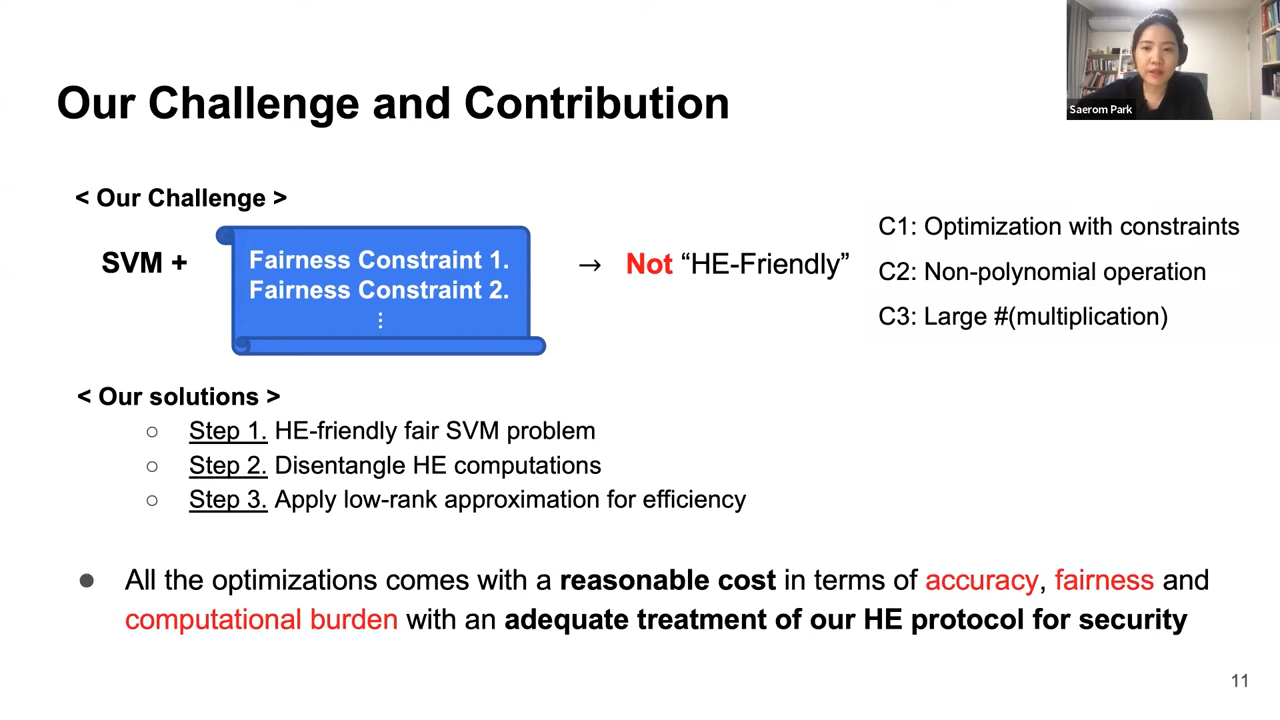 Saerom Park
Our Challenge and Contribution
< Our Challenge >
SVM +
Fairness Constraint 1.
Fairness Constraint 2.
⋮
→ Not “HE-Friendly”
C1: Optimization with constraints
C2: Non-polynomial operation
C3: Large #(multiplication)
< Our solutions >
○ Step 1. HE-friendly fair SVM problem
○ Step 2. Disentangle HE computations
○ Step 3. Apply low-rank approximation for efficiency
● All the optimizations comes with a reasonable cost in terms of accuracy, fairness and
computational burden with an adequate treatment of our HE protocol for security
11